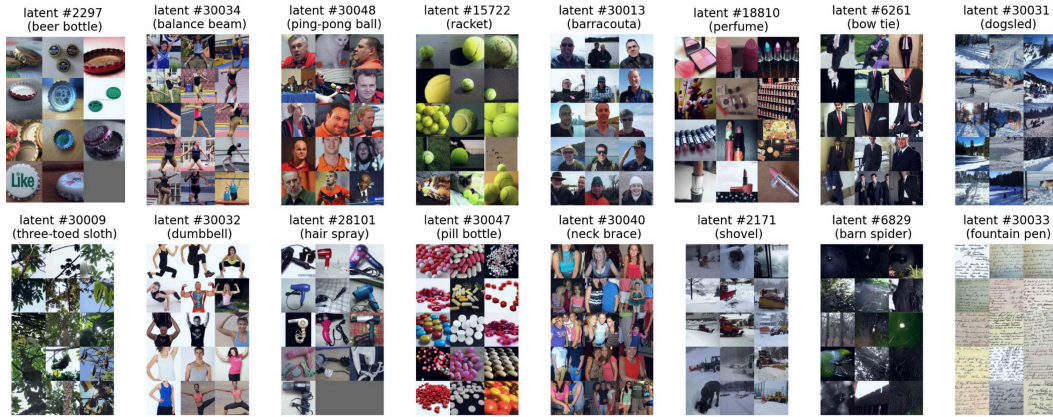 latent #2297
(beer bottle)
latent #30034
(balance beam)
latent #30048
(ping-pong ball)
latent #15722
(racket)
latent #30013
(barracouta)
latent #18810
(perfume)
latent #6261
(bow tie)
latent #30031
(dogsled)
Like
latent #30009
(three-toed sloth)
latent #30032
(dumbbell)
latent #28101
(hair spray)
latent #30047
(pill bottle)
latent #30040
(neck brace)
latent #2171
(shovel)
latent #6829
(barn spider)
latent #30033
(fountain pen)